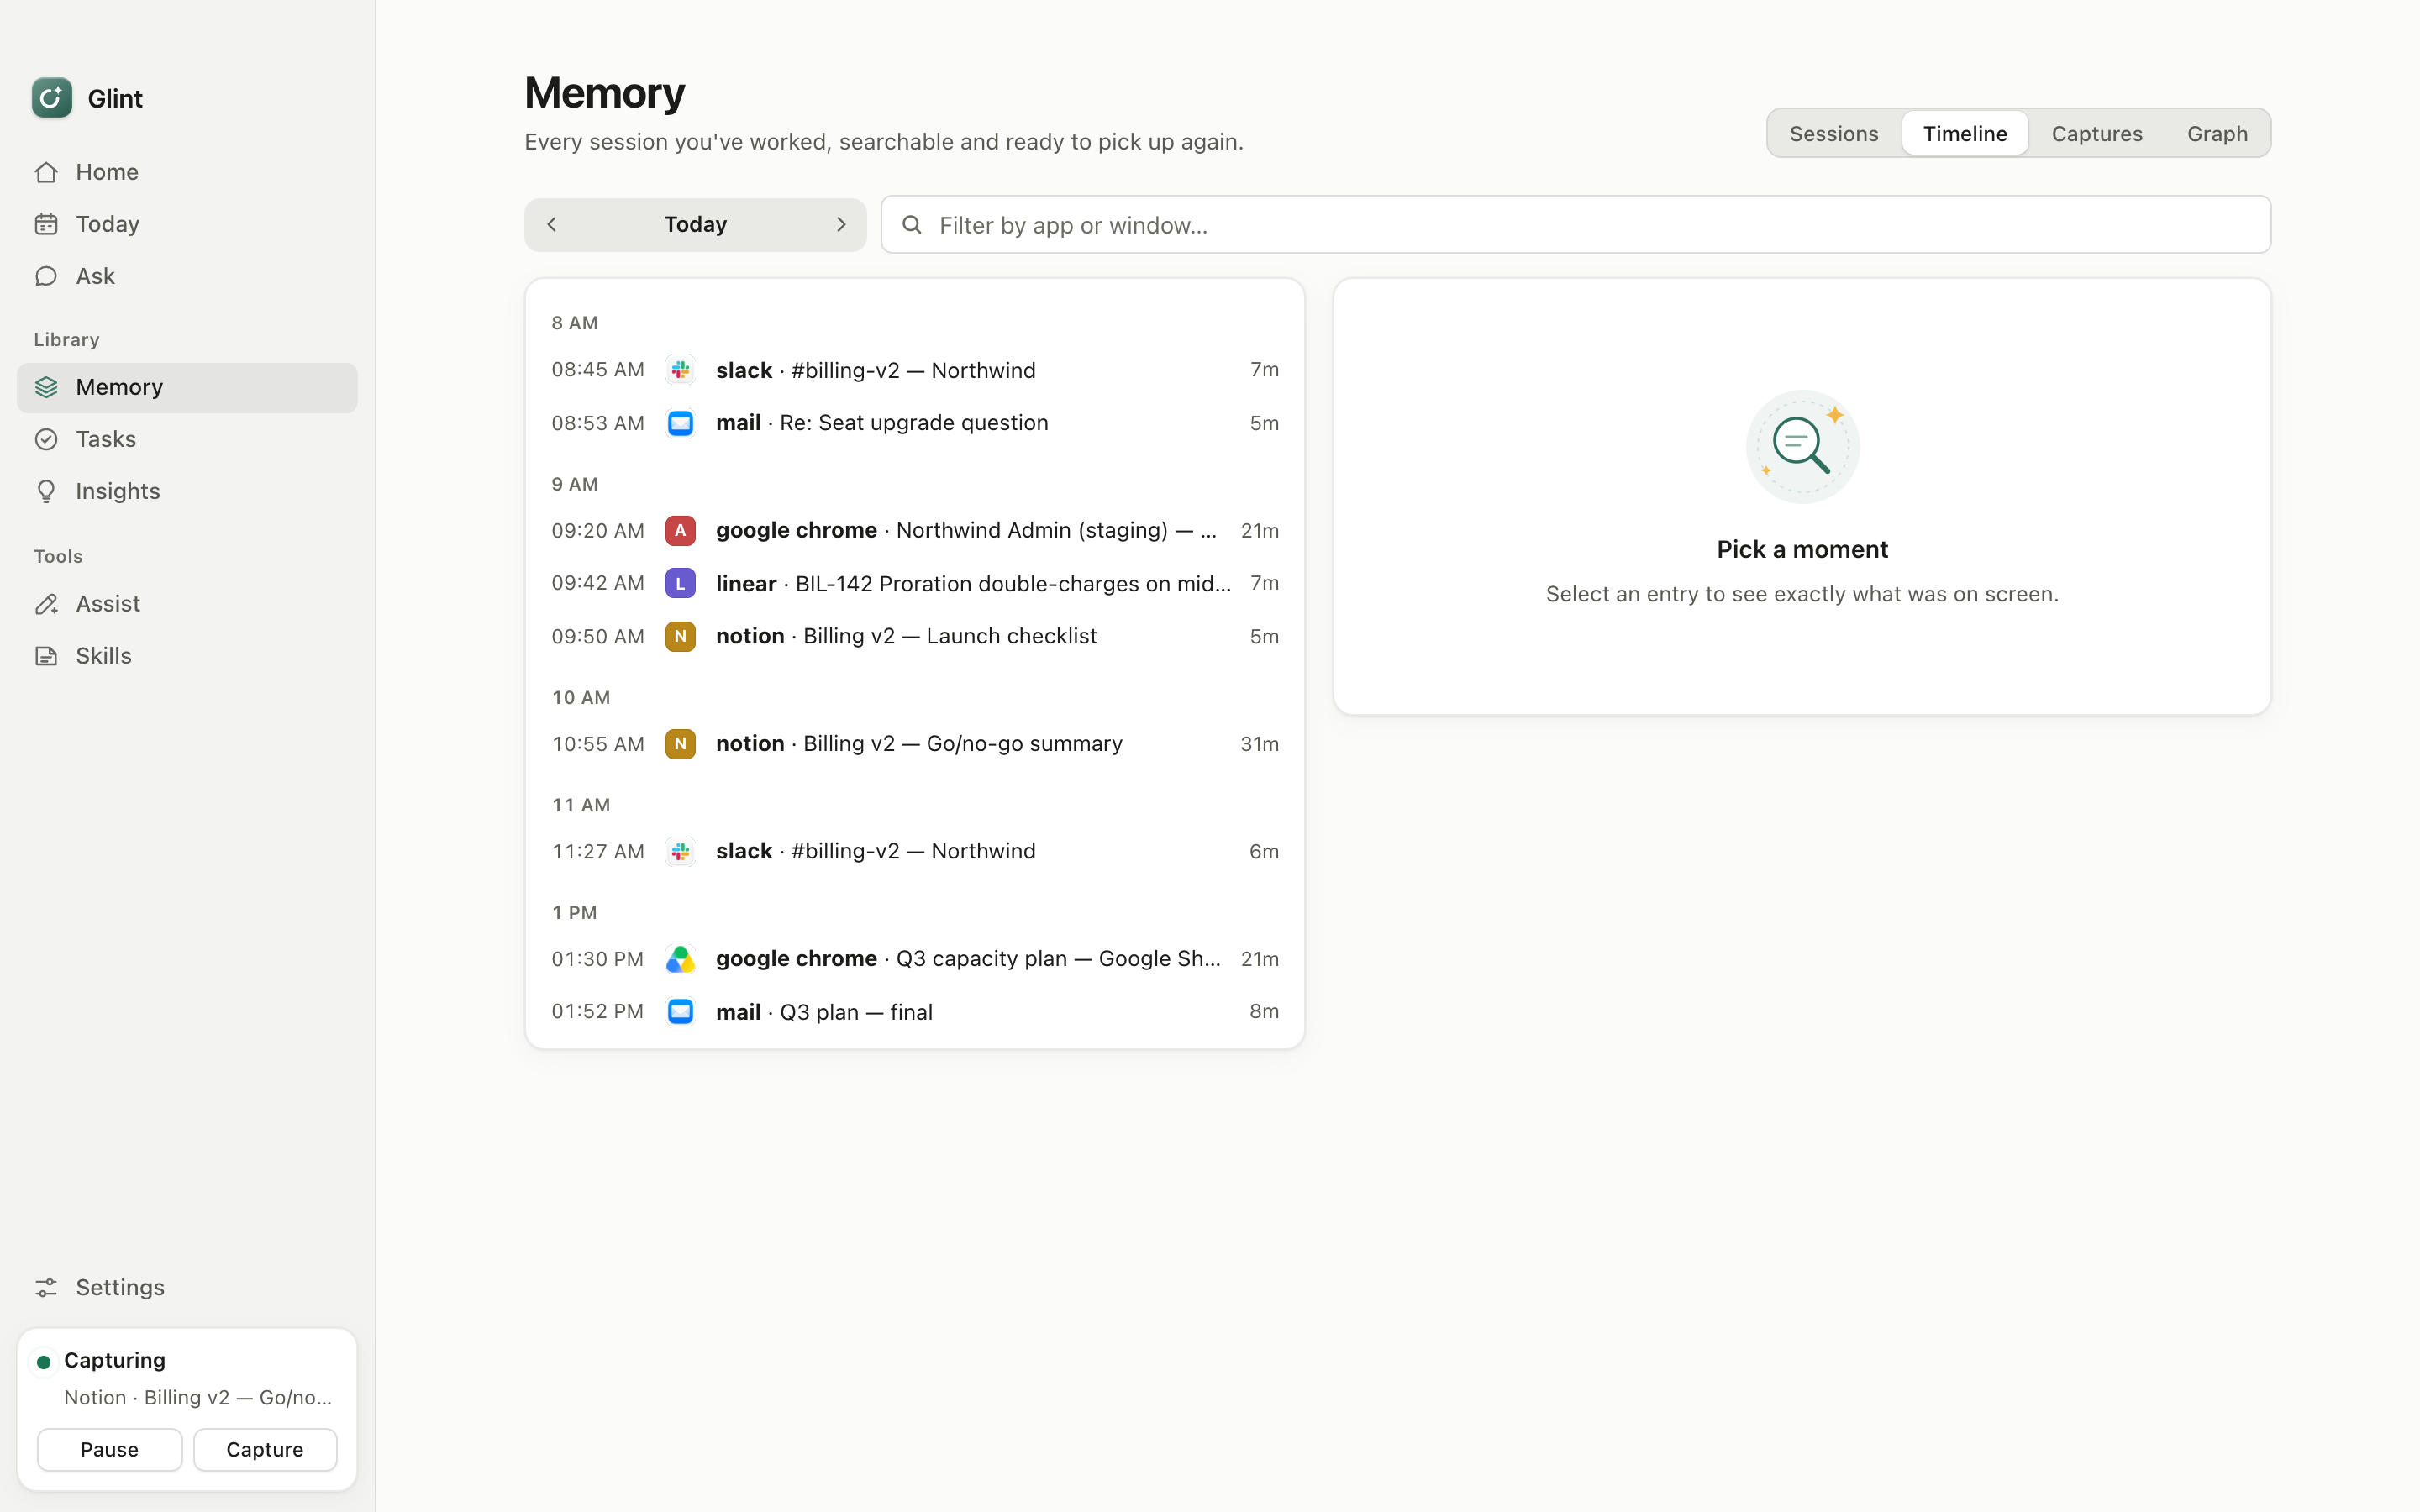 Glint
Home
Today
Ask
Library
Memory
Tasks
Insights
Tools
Assist
Skills
Settings
Capturing
Notion · Billing v2 — Go/no...
Pause
Capture
Memory
Every session you've worked, searchable and ready to pick up again.
Sessions
Timeline
Captures
Graph
Today
Filter by app or window...
8 AM
08:45 AM slack · #billing-v2 — Northwind 7m
08:53 AM mail · Re: Seat upgrade question 5m
9 AM
09:20 AM A google chrome · Northwind Admin (staging) — ... 21m
09:42 AM L linear · BIL-142 Proration double-charges on mid... 7m
09:50 AM N notion · Billing v2 — Launch checklist 5m
10 AM
10:55 AM N notion · Billing v2 — Go/no-go summary 31m
11 AM
11:27 AM slack · #billing-v2 — Northwind 6m
1 PM
01:30 PM google chrome · Q3 capacity plan — Google Sh... 21m
01:52 PM mail · Q3 plan — final 8m
Pick a moment
Select an entry to see exactly what was on screen.